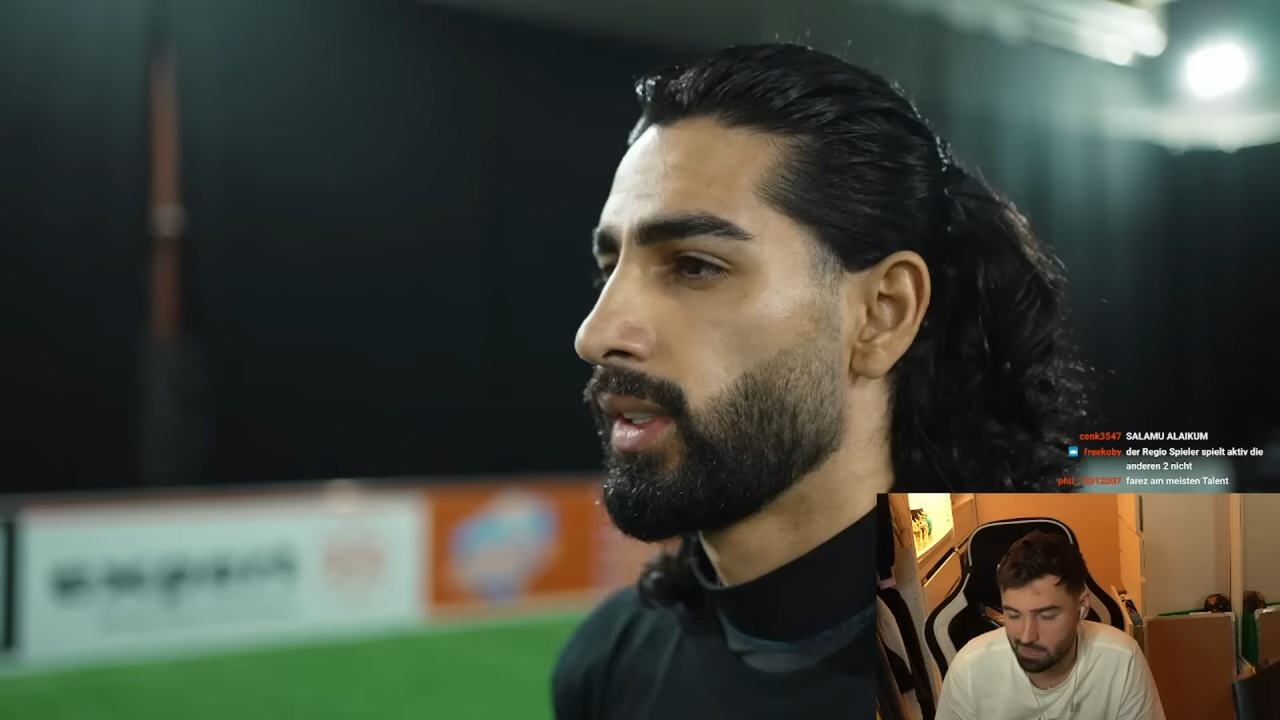 cenk3547 SALAMU ALAIKUM
freekoby der Regio Spieler spielt aktiv die
anderen 2 nicht
farez am meisten Talent